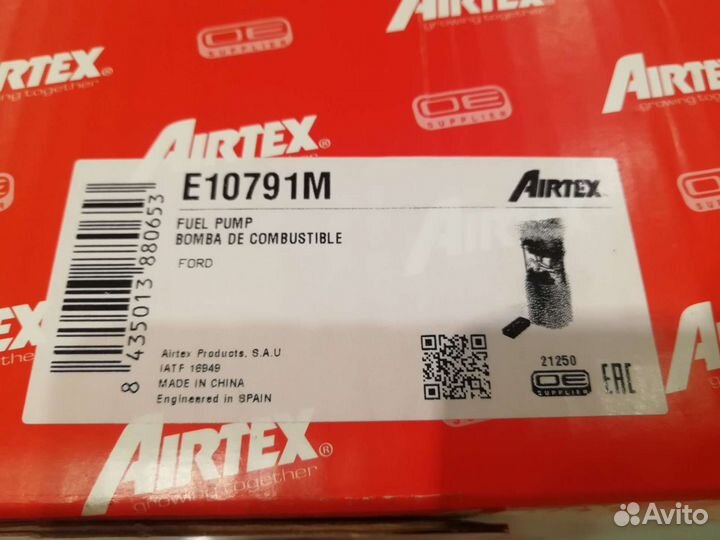 AIRTEX
growing together
OE
SUPPLIER
AIRTEX
OE
SUPPLIER
AIRTEX
growing together
AIRTEX
E10791M
AIRTEX
FUEL PUMP
BOMBA DE COMBUSTIBLE
FORD
8 435013 880653
Airtex Products, S.A.U
IATF 16949
MADE IN CHINA
Engineered in SPAIN
21250
OE
SUPPLIER
EAC
AIRTEX
growing together
Avito